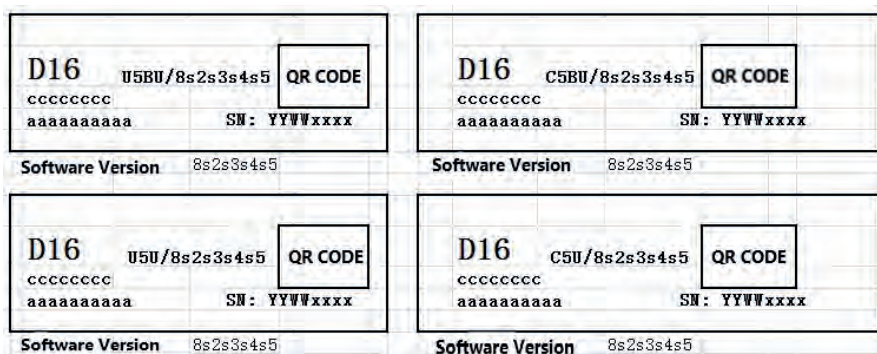 D16 U5BU/8s2s3s4s5 QR CODE
cccccccc
aaaaaaaaaa SN: YYWWxxxx
Software Version 8s2s3s4s5
D16 C5BU/8s2s3s4s5 QR CODE
cccccccc
aaaaaaaaaa SN: YYWWxxxx
Software Version 8s2s3s4s5
D16 U5U/8s2s3s4s5 QR CODE
cccccccc
aaaaaaaaaa SN: YYWWxxxx
Software Version 8s2s3s4s5
D16 C5U/8s2s3s4s5 QR CODE
cccccccc
aaaaaaaaaa SN: YYWWxxxx
Software Version 8s2s3s4s5